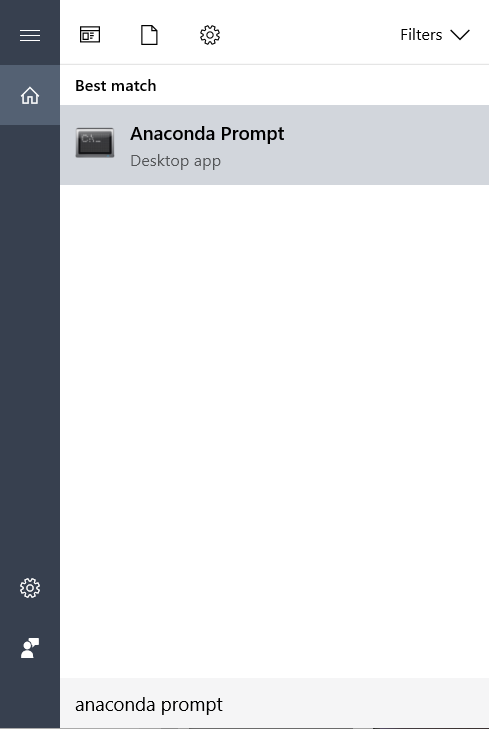 Filters
Best match
Anaconda Prompt
Desktop app
anaconda prompt